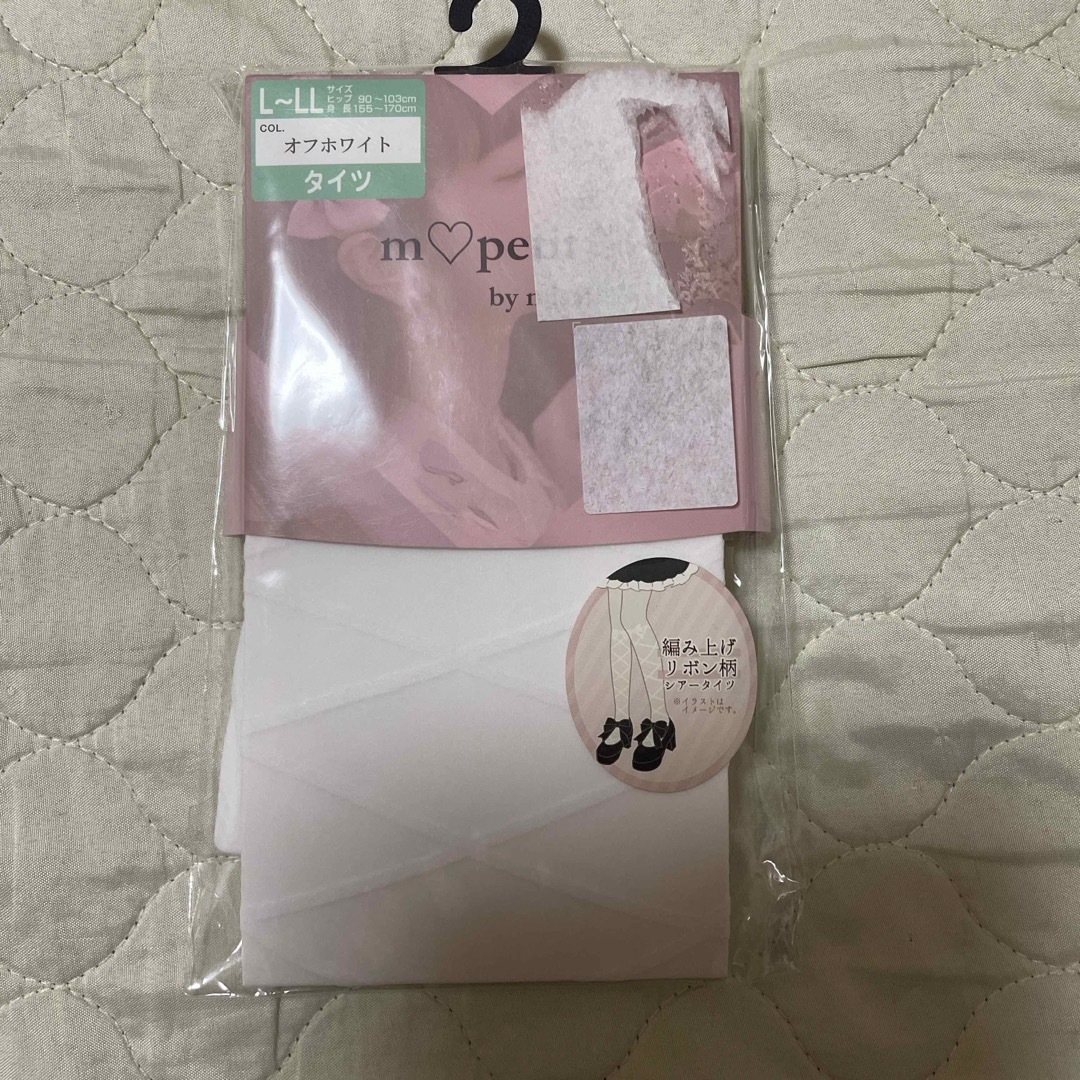 L～LL
サイズ
ヒップ 90～103cm
身長 155～170cm
COL.
オフホワイト
タイツ
m♡pe
by
編み上げ
リボン柄
シアータイツ
※イラストは
イメージです。